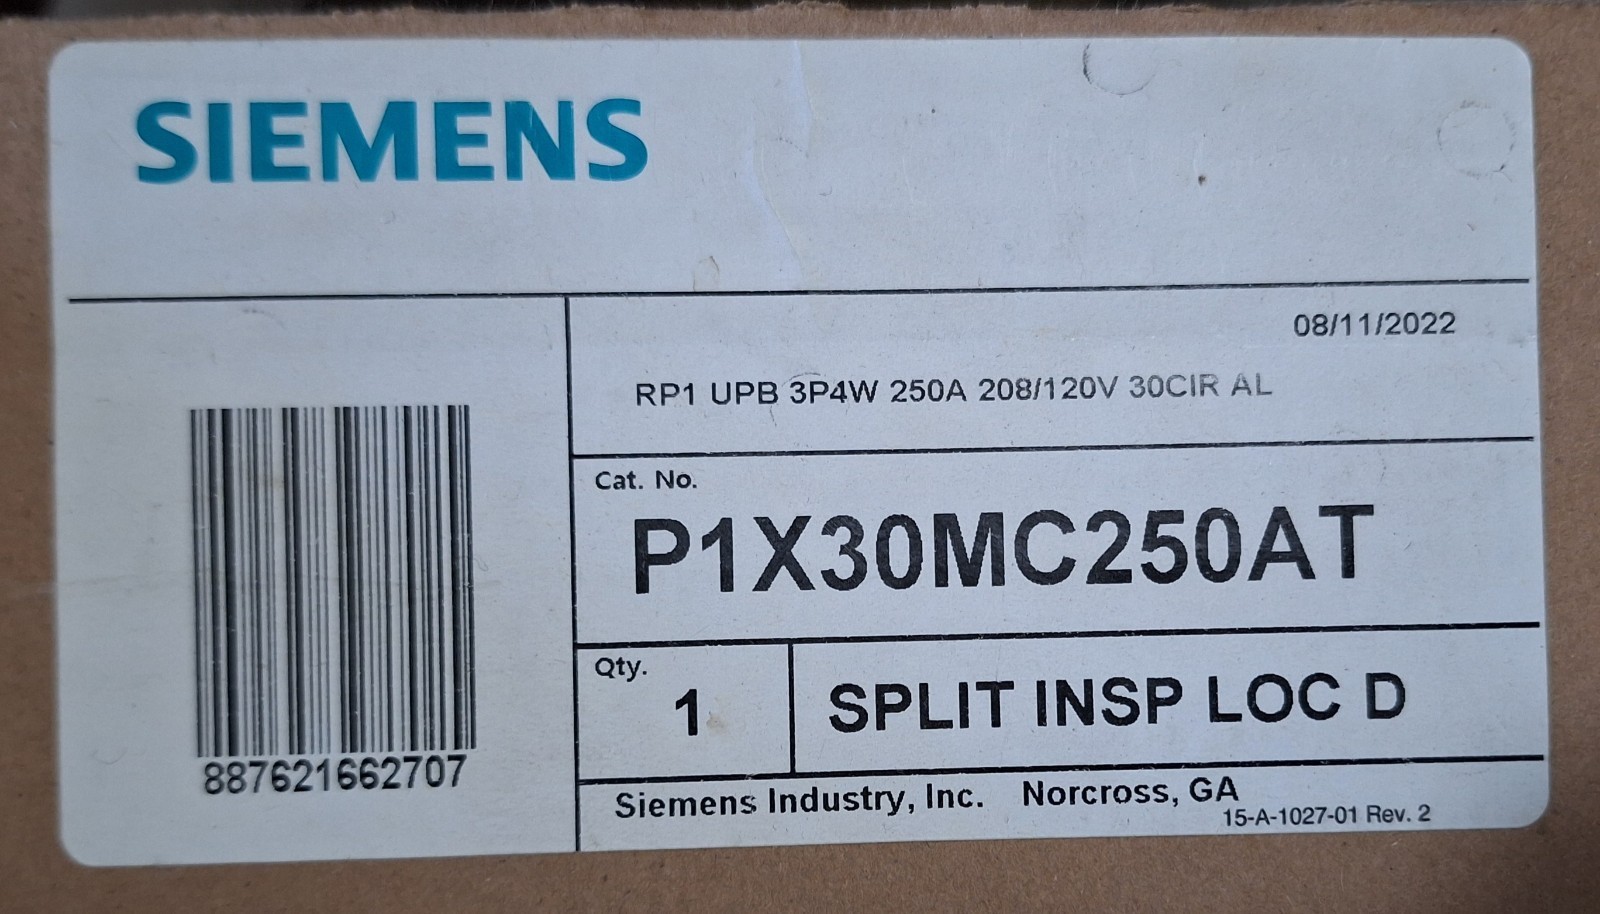 SIEMENS
08/11/2022
RP1 UPB 3P4W 250A 208/120V 30CIR AL
Cat. No.
P1X30MC250AT
Qty.
1
SPLIT INSP LOC D
887621662707
Siemens Industry, Inc. Norcross, GA
15-A-1027-01 Rev. 2